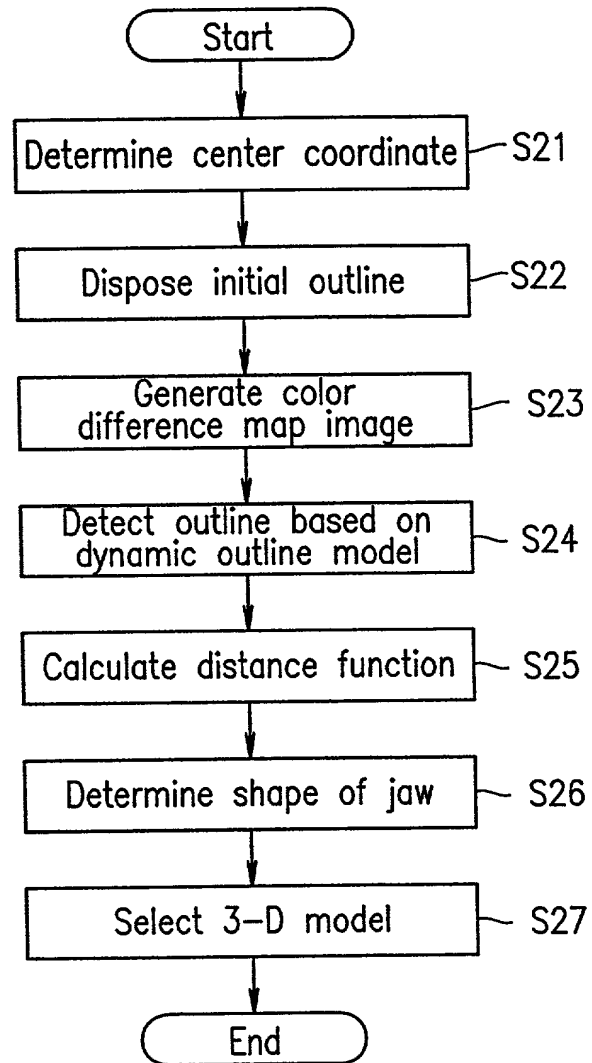 Start
Determine center coordinate S21
Dispose initial outline S22
Generate color
difference map image S23
Detect outline based on
dynamic outline model S24
Calculate distance function S25
Determine shape of jaw S26
Select 3-D model S27
End